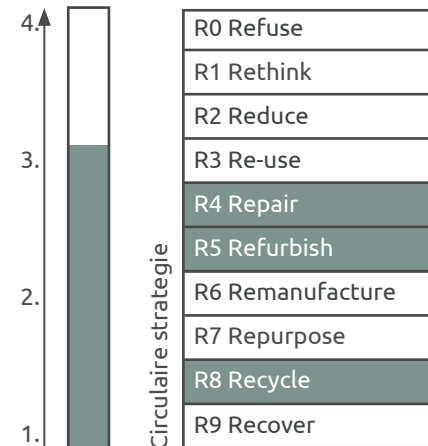 4.
3.
2.
1.
Circulaire strategie
R0 Refuse
R1 Rethink
R2 Reduce
R3 Re-use
R4 Repair
R5 Refurbish
R6 Remanufacture
R7 Repurpose
R8 Recycle
R9 Recover